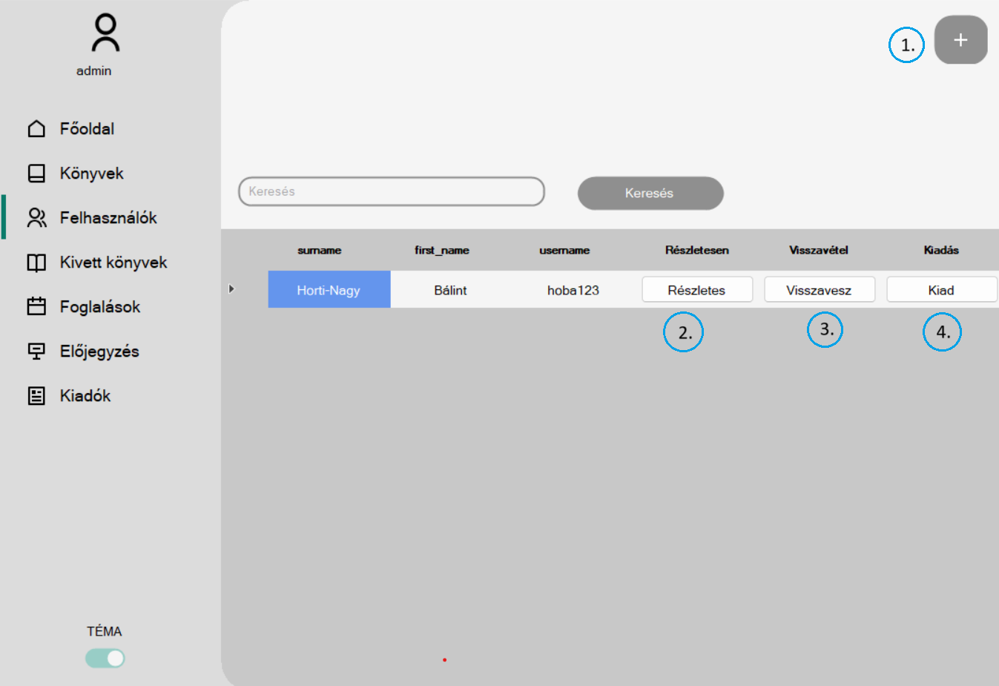 admin
Főoldal
Könyvek
Felhasználók
Kivett könyvek
Foglalások
Előjegyzés
Kiadók
TÉMA
1. +
Keresés Keresés
surname first_name username Részletesen Visszavétel Kiadás
Horti-Nagy Bálint hoba123 Részletes Visszavesz Kiad
2. 3. 4.